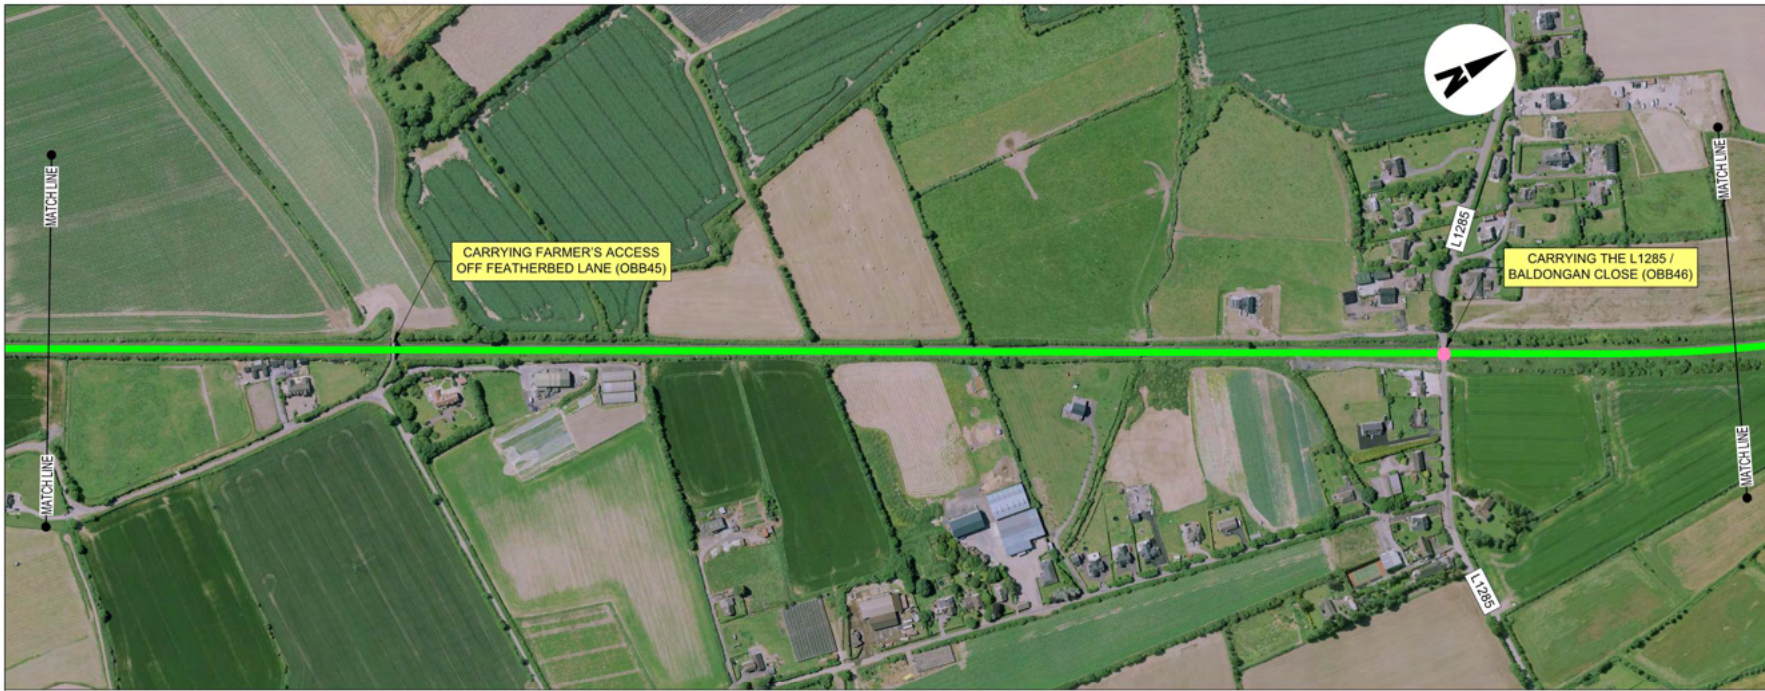 MATCH LINE
MATCH LINE
CARRYING FARMER'S ACCESS
OFF FEATHERBED LANE (OBB45)
N
L1285
CARRYING THE L1285 /
BALDONGAN CLOSE (OBB46)
MATCH LINE
MATCH LINE
L1285